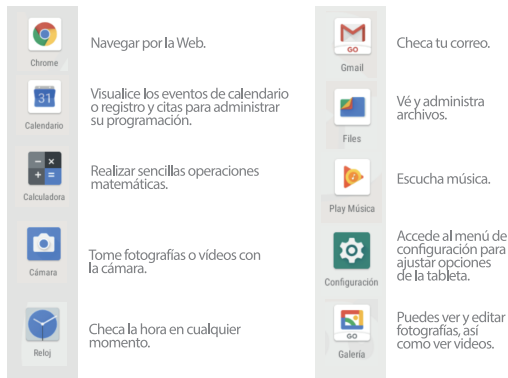 Chrome
Navegar por la Web.
31
Calendario
Visualice los eventos de calendario
o registro y citas para administrar
su programación.
Calculadora
Realizar sencillas operaciones
matemáticas.
Cámara
Tome fotografías o vídeos con
la cámara.
Reloj
Checa la hora en cualquier
momento.
GO
Gmail
Checa tu correo.
Files
Vé y administra
archivos.
Play Música
Escucha música.
Configuración
Accede al menú de
configuración para
ajustar opciones
de la tableta.
GO
Galería
Puedes ver y editar
fotografías, así
como ver videos.